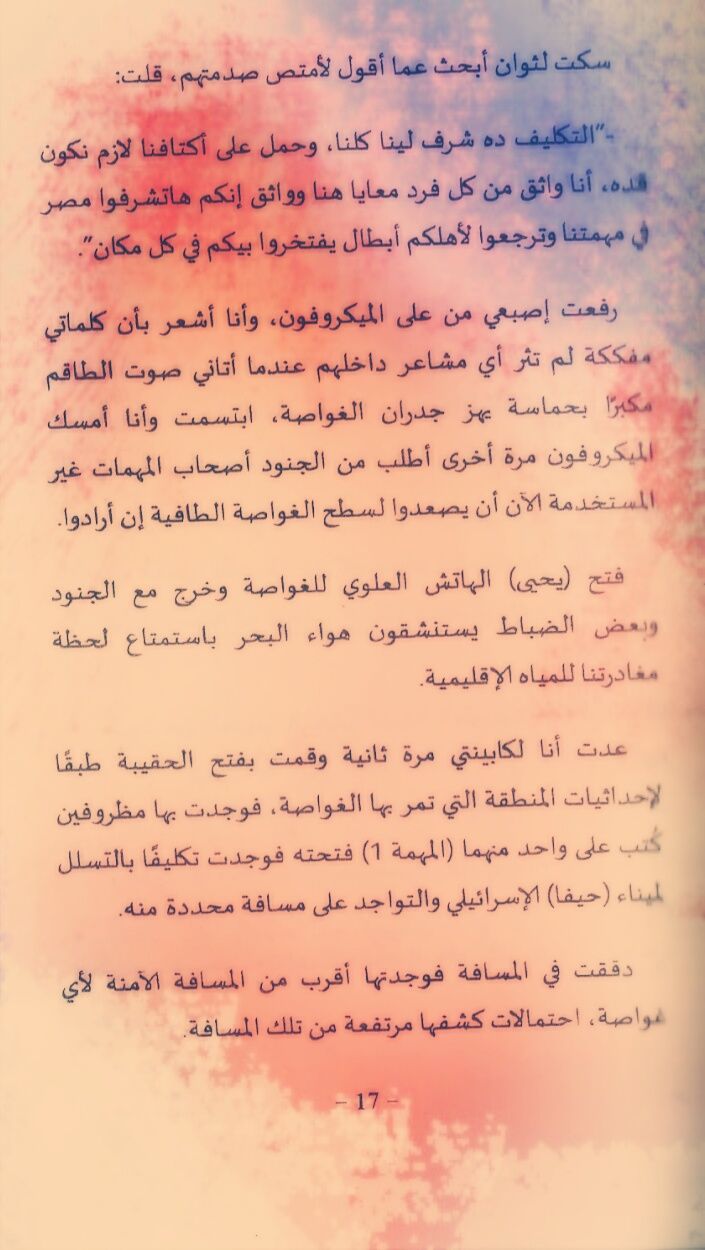 سكت لثوان أبحث عما أقول لأمتص صدمتهم، قلت:
-"التكليف ده شرف لينا كلنا، وحمل على أكتافنا لازم نكون
قده، أنا واثق من كل فرد معايا هنا وواثق إنكم هاتشرفوا مصر
في مهمتنا وترجعوا لأهلكم أبطال يفتخروا بيكم في كل مكان".
رفعت إصبعي من على الميكروفون، وأنا أشعر بأن كلماتي
مفككة لم تثر أي مشاعر داخلهم عندما أتاني صوت الطاقم
مكبرًا بحماسة يهز جدران الغواصة، ابتسمت وأنا أمسك
الميكروفون مرة أخرى أطلب من الجنود أصحاب المهمات غير
المستخدمة الآن أن يصعدوا لسطح الغواصة الطافية إن أرادوا.
فتح (يحيى) الهاتش العلوي للغواصة وخرج مع الجنود
وبعض الضباط يستنشقون هواء البحر باستمتاع لحظة
مغادرتنا للمياه الإقليمية.
عدت أنا لكابينتي مرة ثانية وقمت بفتح الحقيبة طبقًا
لإحداثيات المنطقة التي تمر بها الغواصة، فوجدت بها مظروفين
كُتب على واحد منهما (المهمة 1) فتحته فوجدت تكليفًا بالتسلل
لميناء (حيفا) الإسرائيلي والتواجد على مسافة محددة منه.
دققت في المسافة فوجدتها أقرب من المسافة الآمنة لأي
غواصة، احتمالات كشفها مرتفعة من تلك المسافة.
- 17 -